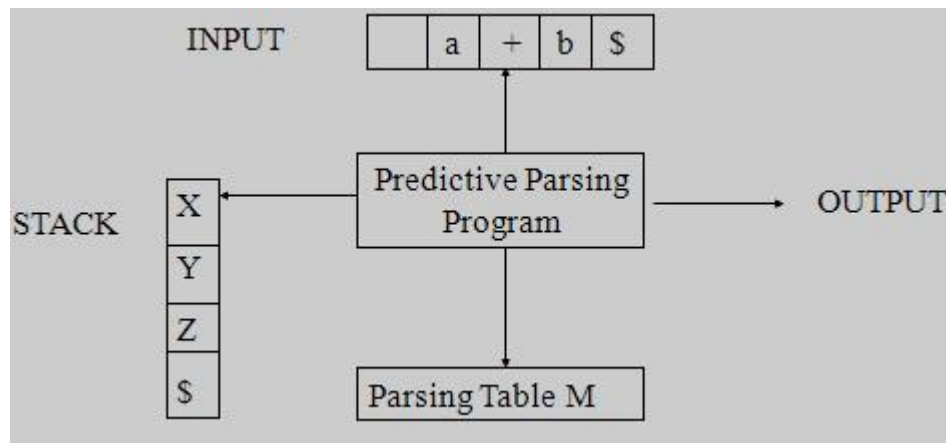 INPUT
a + b $
Predictive Parsing
Program
OUTPUT
STACK
X
Y
Z
$
Parsing Table M